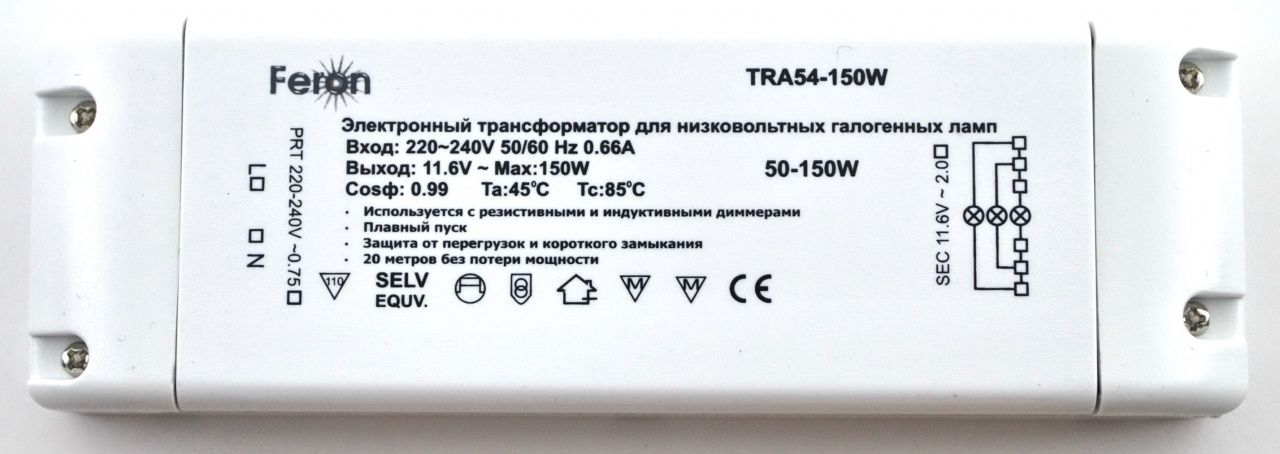 Feron
TRA54-150W
Электронный трансформатор для низковольтных галогенных ламп
Вход: 220~240V 50/60 Hz 0.66A
Выход: 11.6V ~ Max:150W
50-150W
Cosф: 0.99 Ta:45°C Tc:85°C
· Используется с резистивными и индуктивными диммерами
· Плавный пуск
· Защита от перегрузок и короткого замыкания
· 20 метров без потери мощности
PRT 220-240V ~0.75
L
N
110
SELV
EQUV.
M
M
CE
SEC 11.6V ~ 2.0